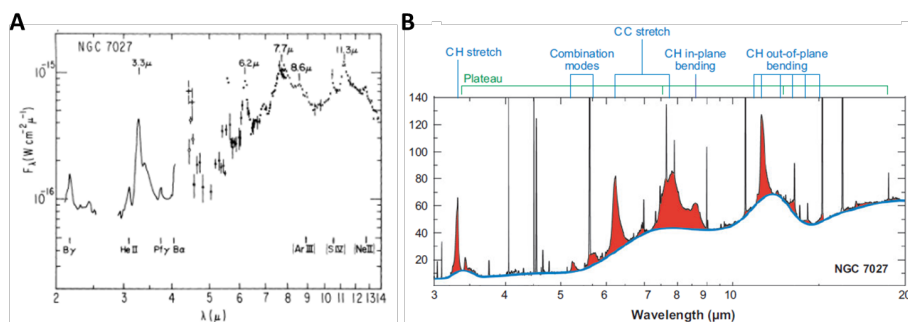 A
NGC 7027
3.3μ
6.2μ
7.7μ
8.6μ
11.3μ
10⁻¹⁵
10⁻¹⁶
Fλ(W cm⁻² μ⁻¹)
Bγ
HeII
Pfγ
Bα
[Ar III]
[S IV]
[Ne II]
2 3 4 5 6 7 8 9 10 11 12 13 14
λ(μ)
B
CC stretch
CH stretch
Combination
modes
CH in-plane
bending
CH out-of-plane
bending
Plateau
140
120
100
80
60
40
20
NGC 7027
3 4 5 6 7 8 9 10 20
Wavelength (μm)